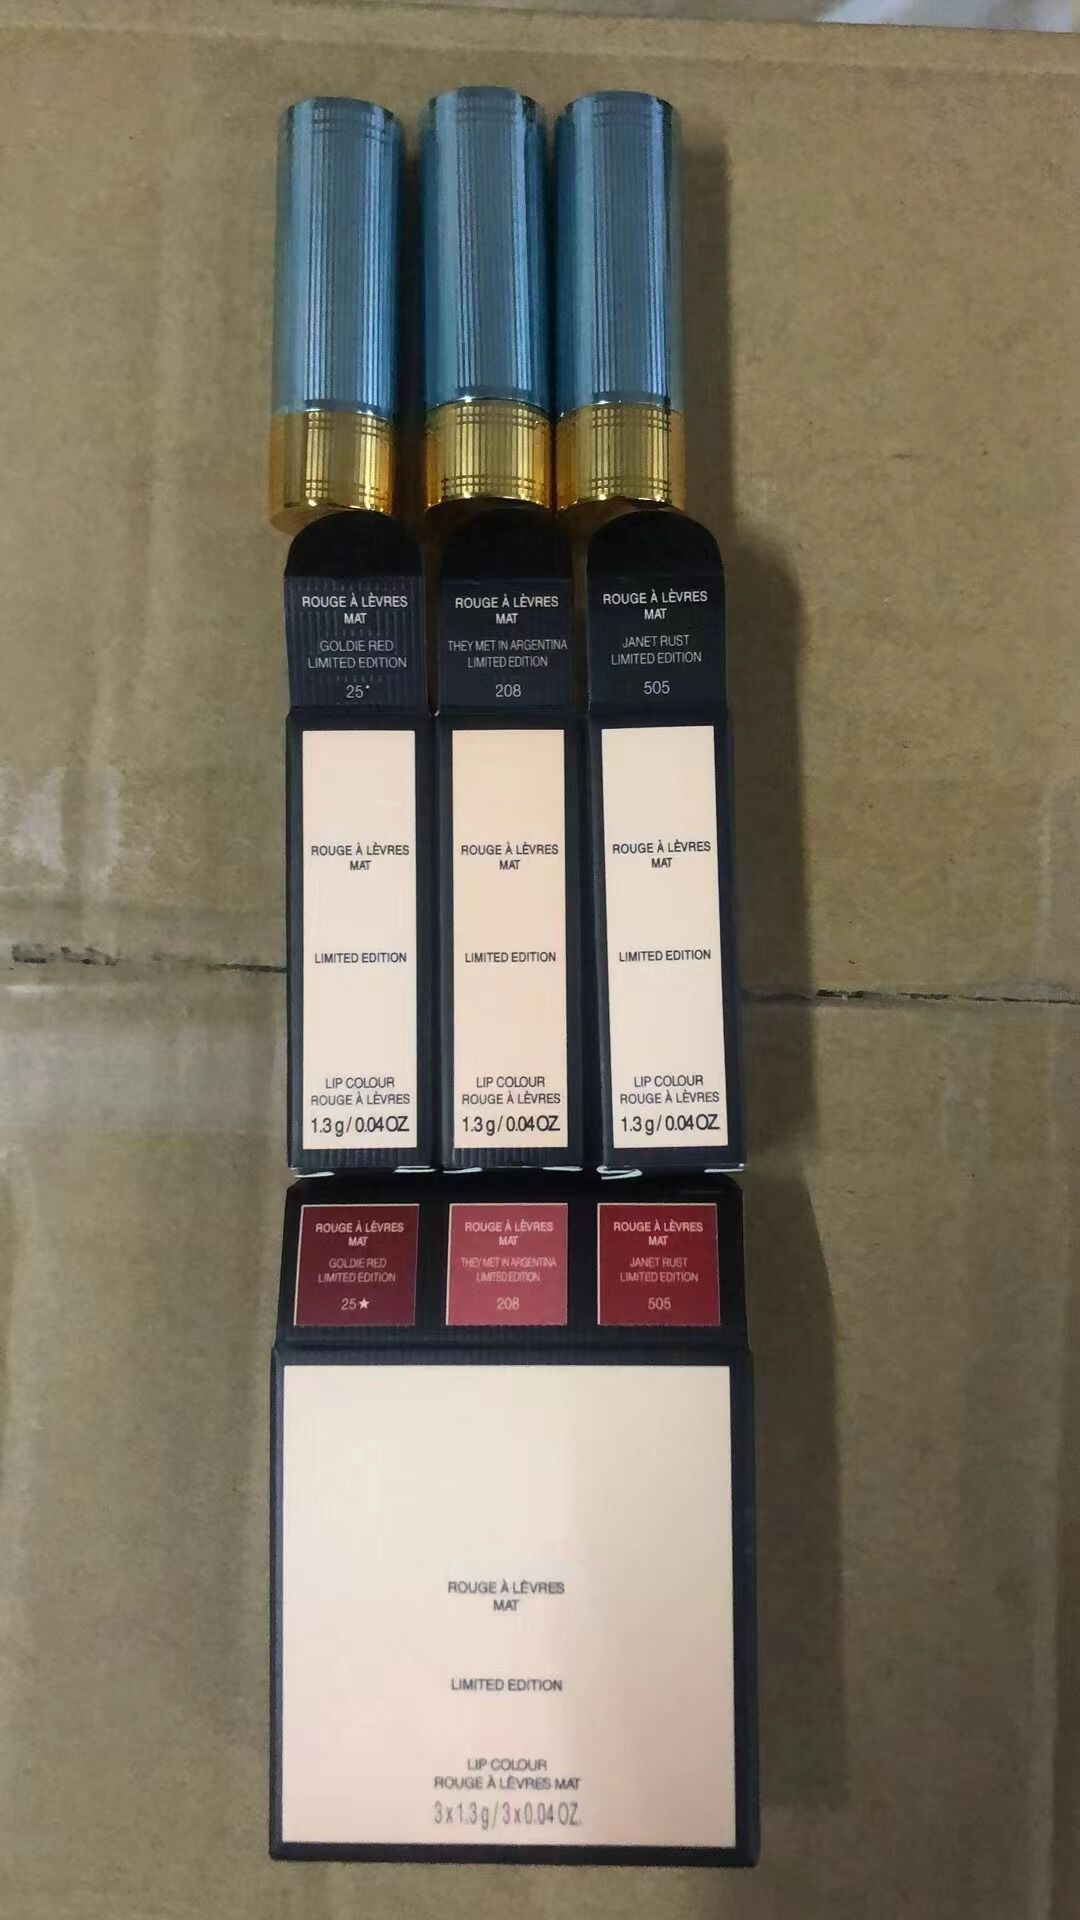 ROUGE À LÈVRES
MAT
GOLDIE RED
LIMITED EDITION
25*
ROUGE À LÈVRES
MAT
THEY MET IN ARGENTINA
LIMITED EDITION
208
ROUGE À LÈVRES
MAT
JANET RUST
LIMITED EDITION
505
ROUGE À LÈVRES
MAT
LIMITED EDITION
LIP COLOUR
ROUGE À LÈVRES
1.3 g / 0.04 OZ.
ROUGE À LÈVRES
MAT
LIMITED EDITION
LIP COLOUR
ROUGE À LÈVRES
1.3 g / 0.04 OZ.
ROUGE À LÈVRES
MAT
LIMITED EDITION
LIP COLOUR
ROUGE À LÈVRES
1.3 g / 0.04 OZ.
ROUGE À LÈVRES
MAT
GOLDIE RED
LIMITED EDITION
25★
ROUGE À LÈVRES
MAT
THEY MET IN ARGENTINA
LIMITED EDITION
208
ROUGE À LÈVRES
MAT
JANET RUST
LIMITED EDITION
505
ROUGE À LÈVRES
MAT
LIMITED EDITION
LIP COLOUR
ROUGE À LÈVRES MAT
3 x 1.3 g / 3 x 0.04 OZ.